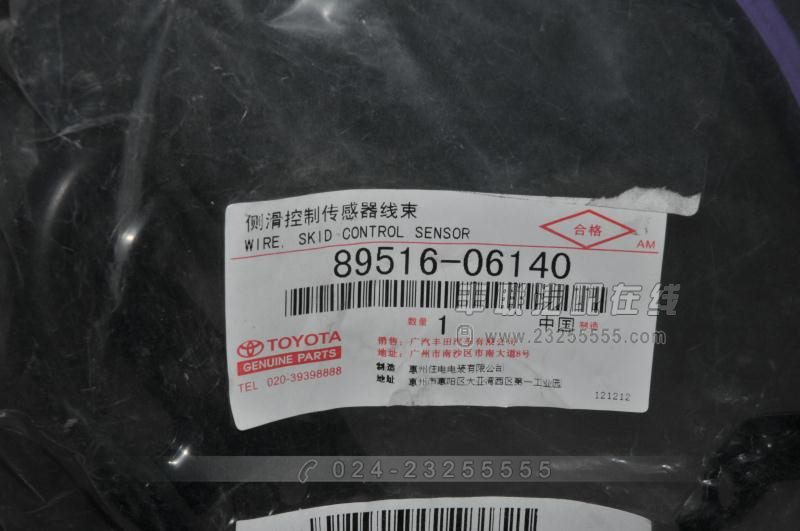 侧滑控制传感器线束
WIRE, SKID CONTROL SENSOR
合格
AM
89516-06140
数量 1 中国 制造
www.23255555.com
TOYOTA
GENUINE PARTS
TEL 020-39398888
销售: 广汽丰田汽车有限公司
地址: 广州市南沙区市南大道8号
制造 惠州住电电装有限公司
地址 惠州市惠阳区大亚湾西区第一工业园
121212
024-23255555